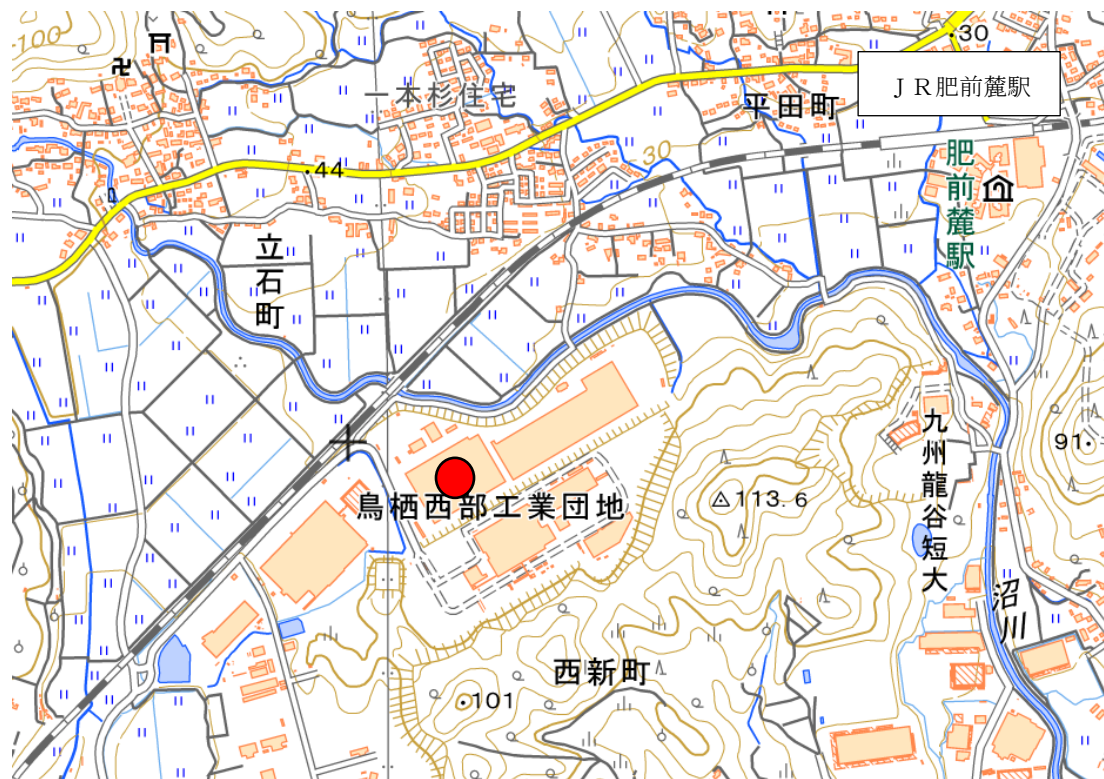 100
30
JR肥前麓駅
一本杉住宅
平田町
30
44
肥前麓駅
立石町
九州龍谷短大
91
113.6
鳥栖西部工業団地
沼川
西新町
101